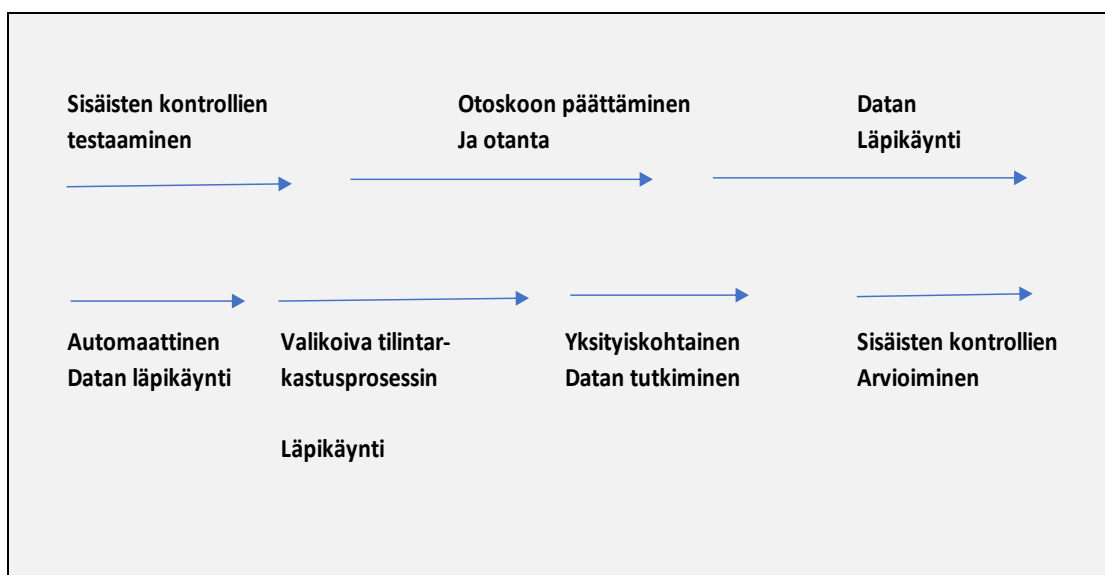 Sisäisten kontrollien
testaaminen
Otoskoon päättäminen
Ja otanta
Datan
Läpikäynti
Automaattinen
Datan läpikäynti
Valikoiva tilintar-
kastusprosessin
Läpikäynti
Yksityiskohtainen
Datan tutkiminen
Sisäisten kontrollien
Arvioiminen